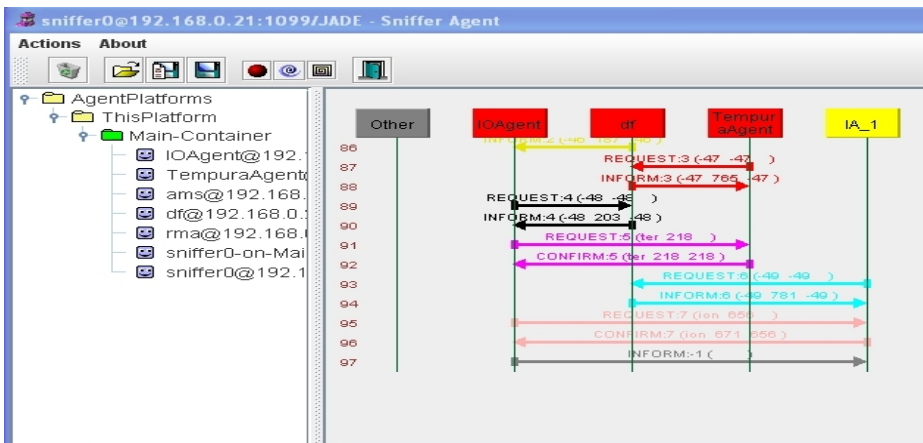 sniffer0@192.168.0.21:1099/JADE - Sniffer Agent
Actions About
AgentPlatforms
ThisPlatform
Main-Container
IOAgent@192.
TempuraAgent
ams@192.168.
df@192.168.0.
rma@192.168.
sniffer0-on-Mai
sniffer0@192.1
Other
IOAgent
df
Tempur
aAgent
IA_1
86
87 REQUEST:3 (-47 -47 )
88 INFORM:3 (-47 765 -47 )
89 REQUEST:4 (-48 -48 )
90 INFORM:4 (-48 203 -48 )
91 REQUEST:5 (ter 218 )
92 CONFIRM:5 (ter 218 218 )
93 REQUEST:6 (-49 -49 )
94 INFORM:6 (-49 781 -49 )
95 REQUEST:7 (ion 656 )
96 CONFIRM:7 (ion 671 656 )
97 INFORM:-1 ( )